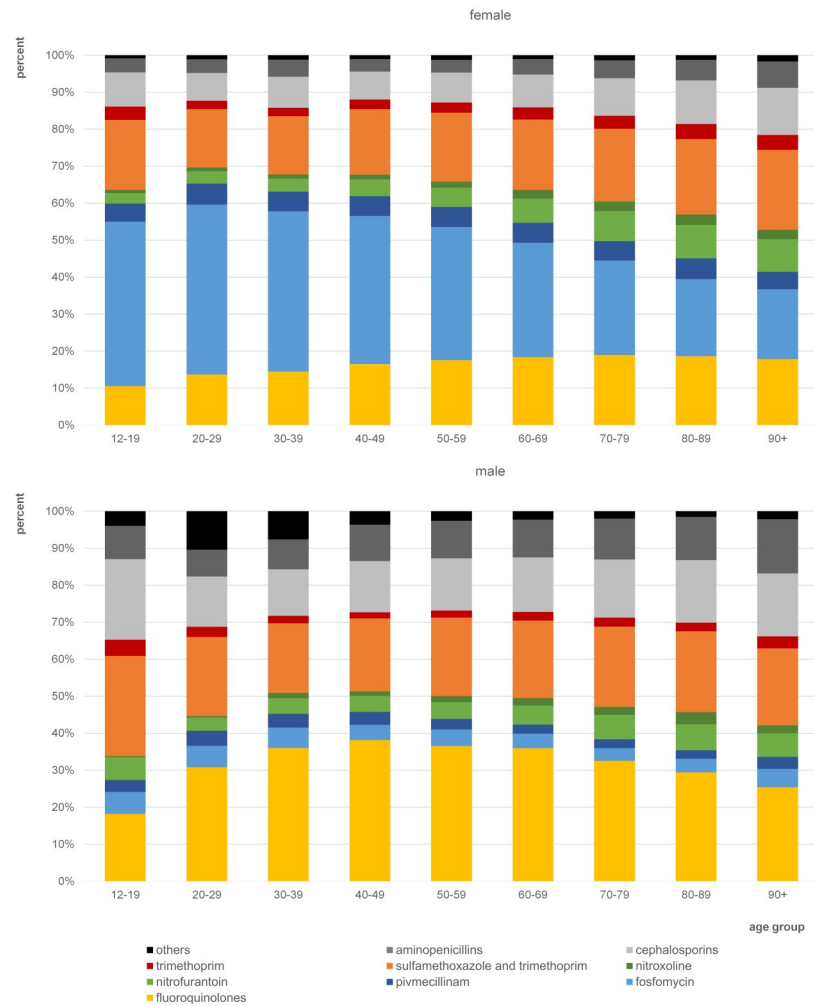 female
percent
100%
90%
80%
70%
60%
50%
40%
30%
20%
10%
0%
12-19 20-29 30-39 40-49 50-59 60-69 70-79 80-89 90+
male
percent
100%
90%
80%
70%
60%
50%
40%
30%
20%
10%
0%
12-19 20-29 30-39 40-49 50-59 60-69 70-79 80-89 90+
age group
others aminopenicillins cephalosporins
trimethoprim sulfamethoxazole and trimethoprim nitroxoline
nitrofurantoin pivmecillinam fosfomycin
fluoroquinolones